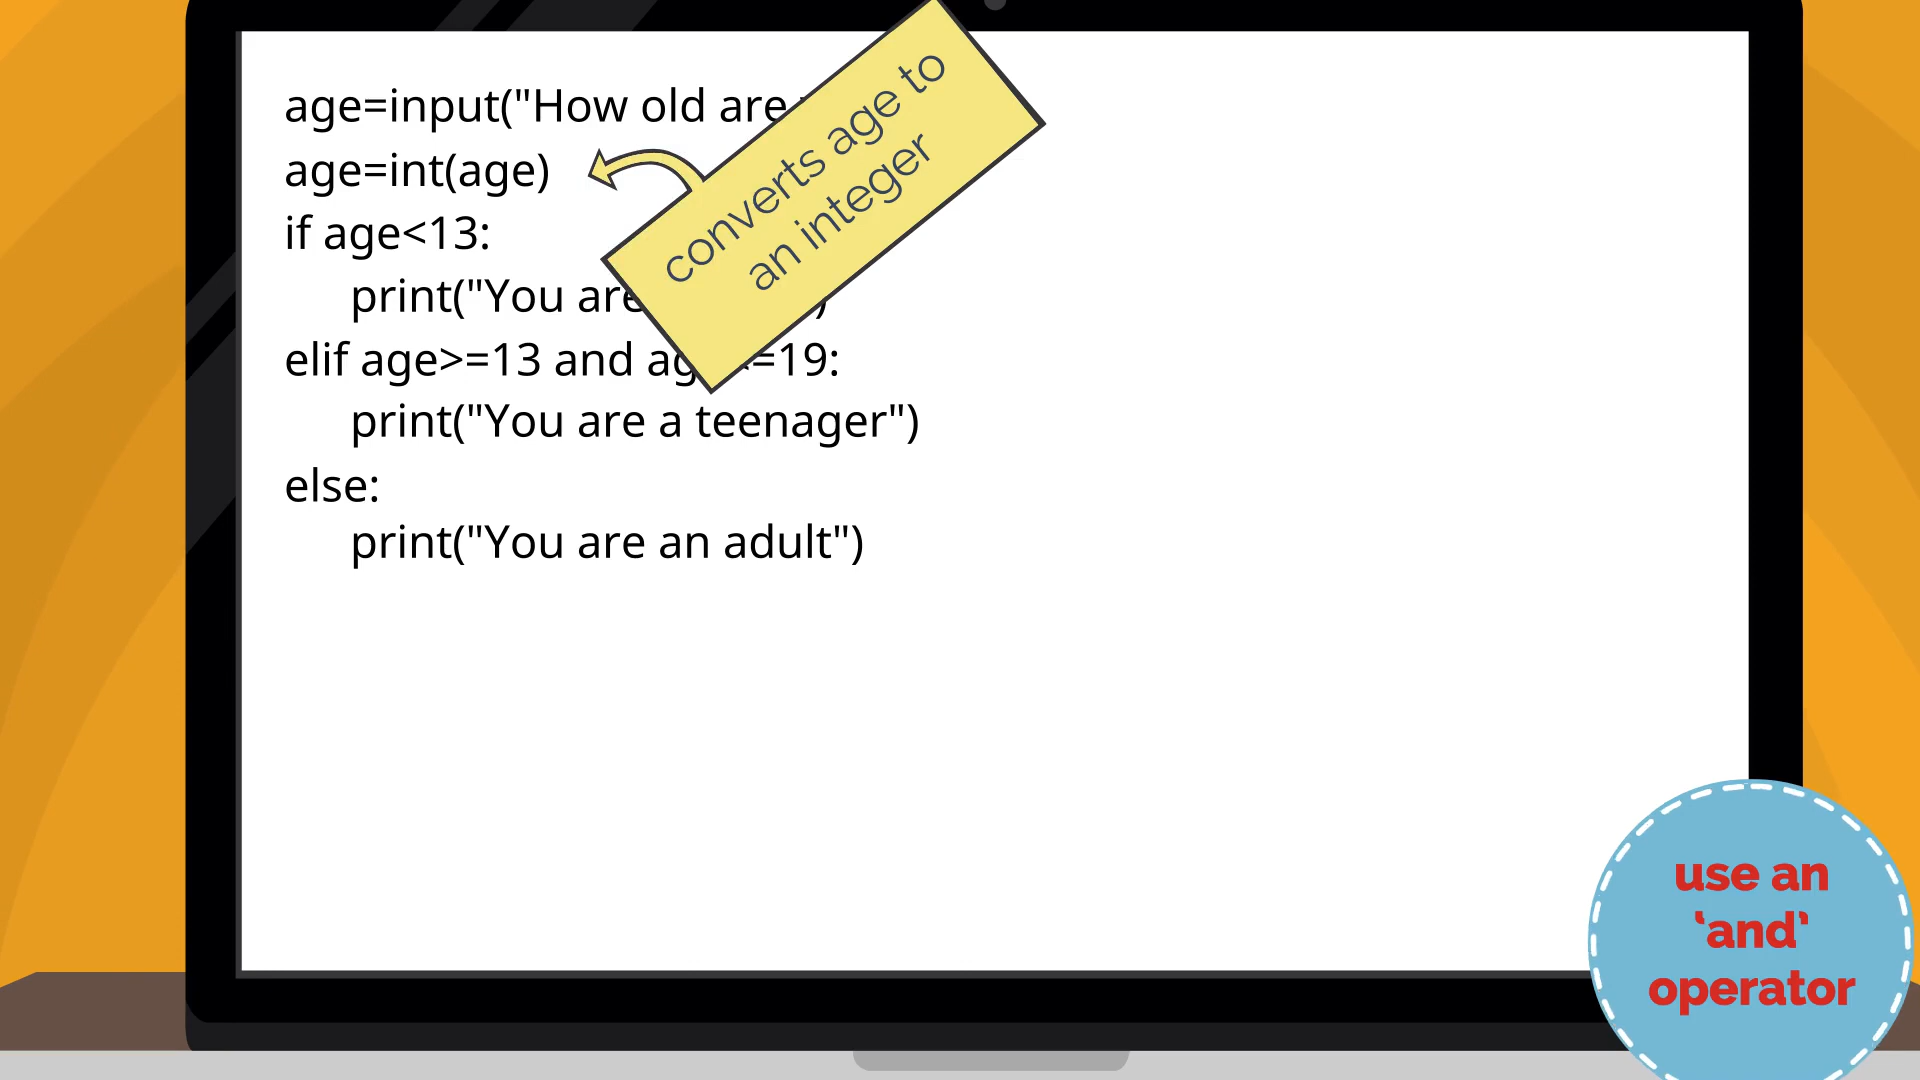 age=input("How old are
age=int(age)
if age<13:
print("You are )
elif age>=13 and ag =19:
print("You are a teenager")
else:
print("You are an adult")
converts age to
an integer
use an
‘and’
operator